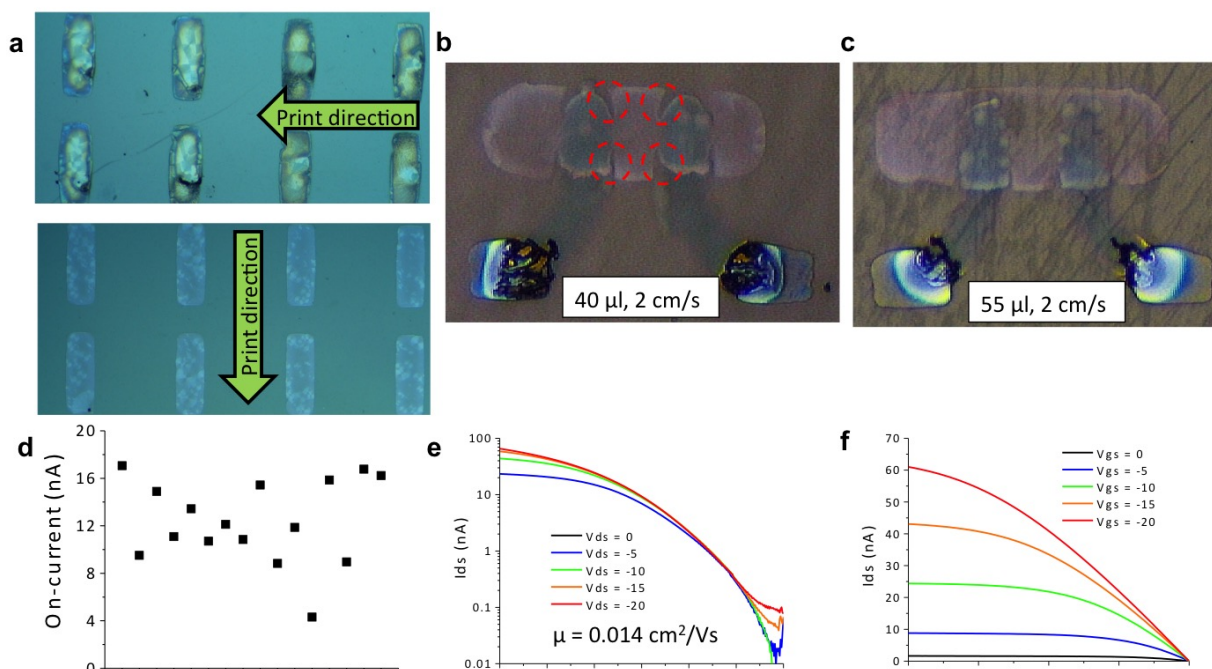 a
Print direction
Print direction
b
40 µl, 2 cm/s
c
55 µl, 2 cm/s
d
On-current (nA)
20
16
12
8
4
0
e
Ids (nA)
100
10
1
0.1
0.01
Vds = 0
Vds = -5
Vds = -10
Vds = -15
Vds = -20
µ = 0.014 cm²/Vs
f
Ids (nA)
70
60
50
40
30
20
10
0
Vgs = 0
Vgs = -5
Vgs = -10
Vgs = -15
Vgs = -20